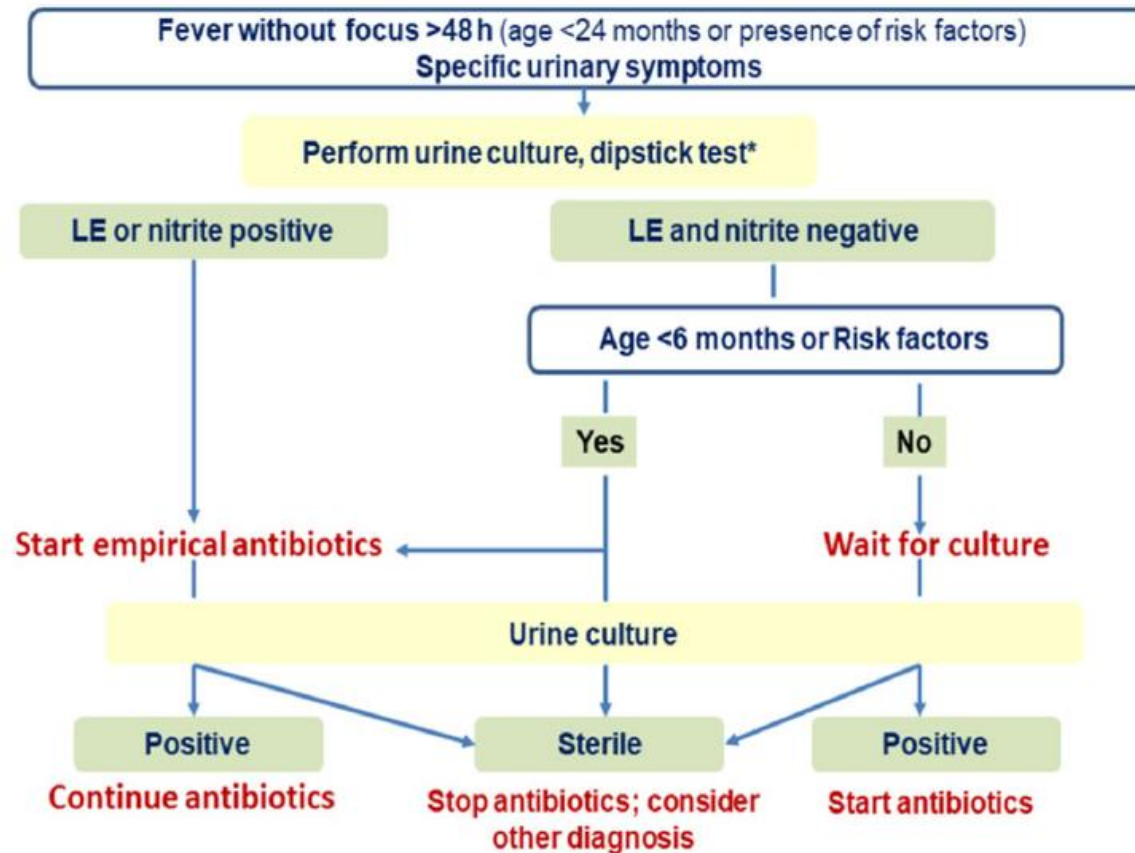 Fever without focus >48 h (age <24 months or presence of risk factors)
Specific urinary symptoms
Perform urine culture, dipstick test*
LE or nitrite positive
LE and nitrite negative
Age <6 months or Risk factors
Yes
No
Start empirical antibiotics
Wait for culture
Urine culture
Positive
Sterile
Positive
Continue antibiotics
Stop antibiotics; consider
other diagnosis
Start antibiotics